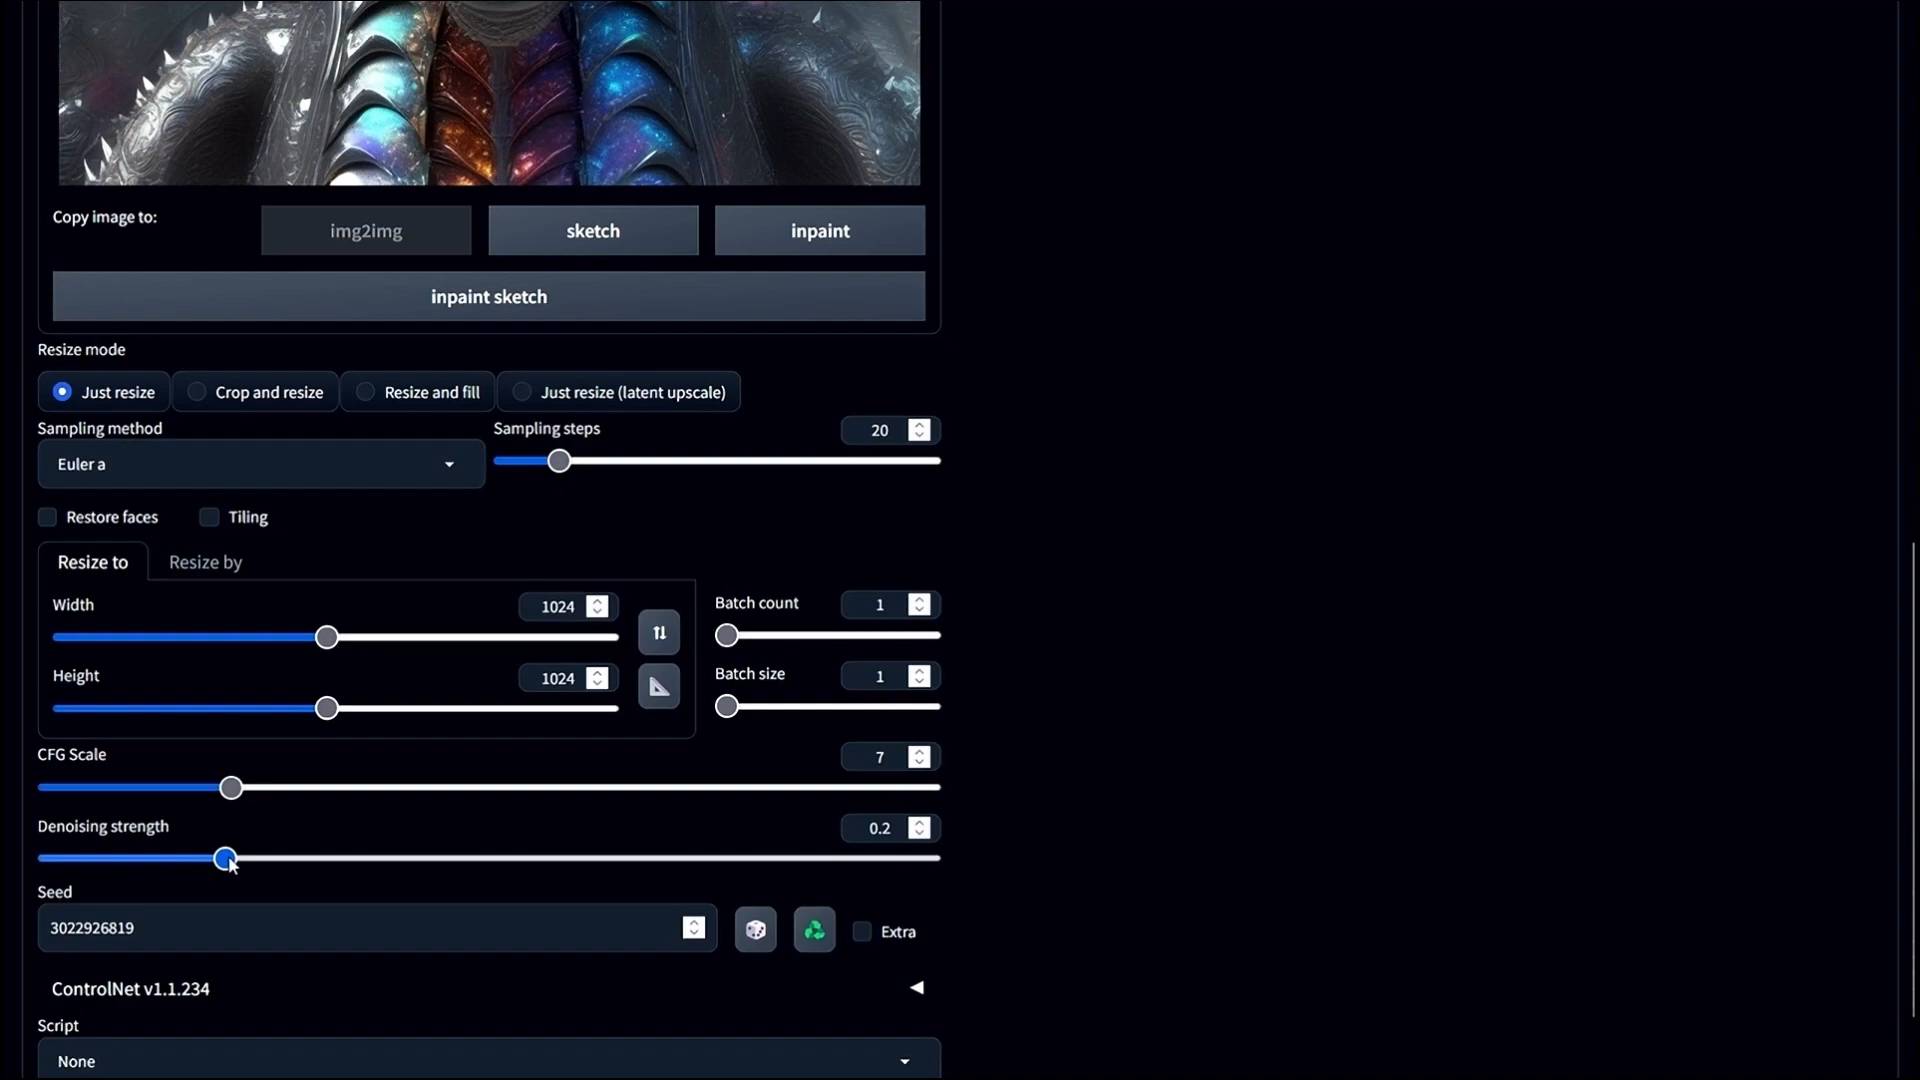 Copy image to:
img2img
sketch
inpaint
inpaint sketch
Resize mode
Just resize
Crop and resize
Resize and fill
Just resize (latent upscale)
Sampling method
Sampling steps
20
Euler a
Restore faces
Tiling
Resize to
Resize by
Width
1024
Batch count
1
Height
1024
Batch size
1
CFG Scale
7
Denoising strength
0.2
Seed
3022926819
Extra
ControlNet v1.1.234
Script
None